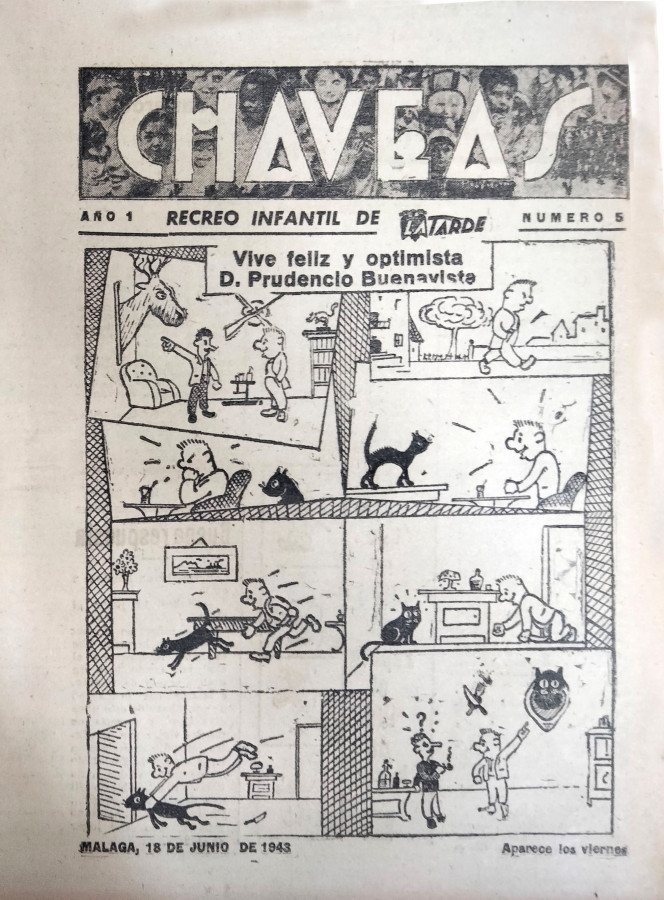 CHAVEAS
AÑO 1 RECREO INFANTIL DE LA TARDE NUMERO 5
Vive feliz y optimista
D. Prudencio Buenavista
?
MALAGA, 18 DE JUNIO DE 1943 Aparece los viernes